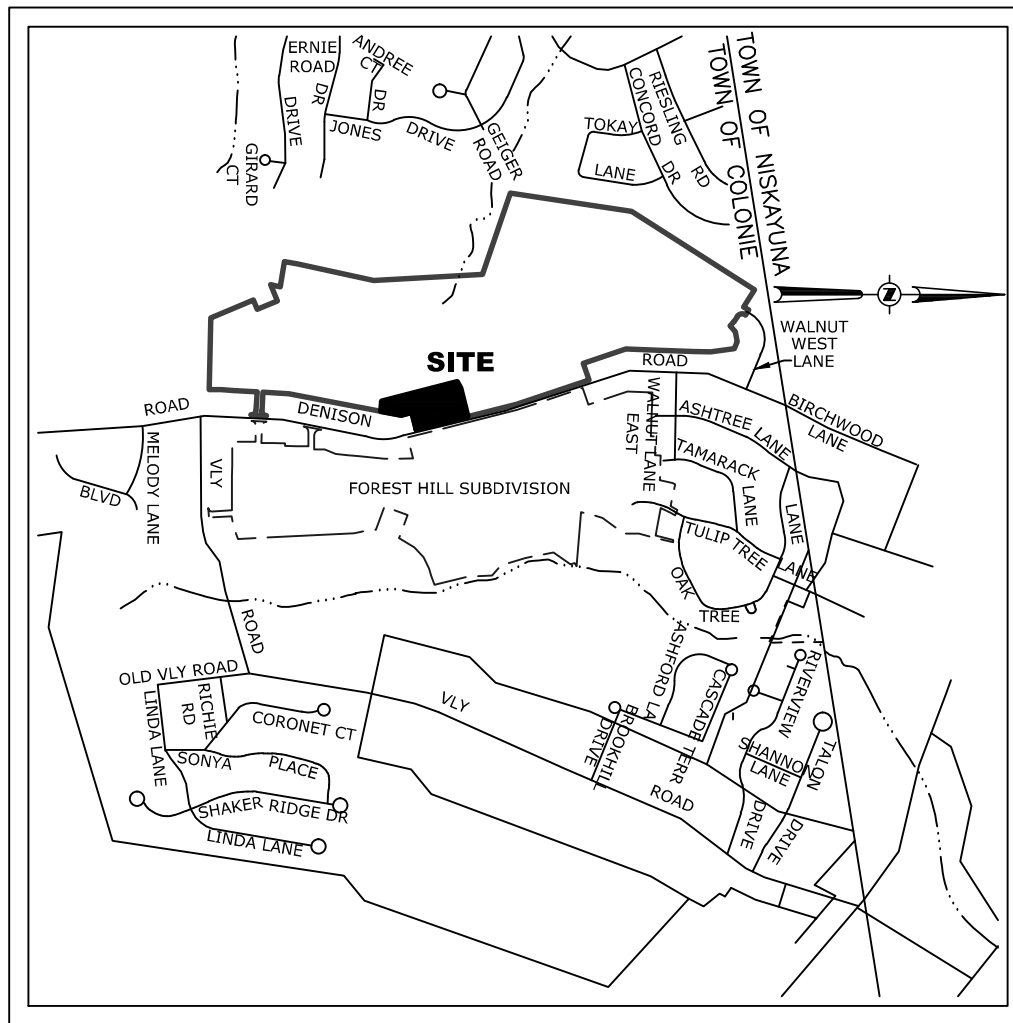 ERNIE
ROAD
DRIVE
DR
ANDREE
CT
DR
JONES
DRIVE
GEIGER
ROAD
GIRARD
CT
RIESLING
RD
CONCORD
DR
TOKAY
LANE
TOWN OF NISKAYUNA
TOWN OF COLONIE
N
WALNUT
WEST
LANE
SITE
ROAD
DENISON
ROAD
BIRCHWOOD
LANE
WALNUT LANE
EAST
ASHTREE LANE
TAMARACK
LANE
LANE
TULIP TREE
LANE
OAK
TREE
FOREST HILL SUBDIVISION
MELODY LANE
BLVD
VLY
ROAD
OLD VLY ROAD
LINDA LANE
RICHIE
RD
CORONET CT
SONYA
PLACE
SHAKER RIDGE DR
LINDA LANE
VLY
ROAD
ASHFORD LA
CASCADE TERR
BROOKHILL
DRIVE
RIVERVIEW
DRIVE
SHANNON
LANE
TALON
DRIVE